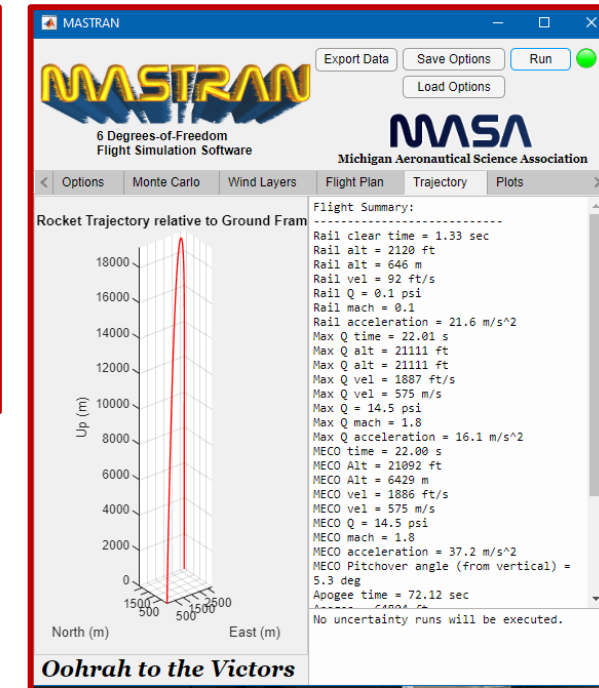 MASTRAN
MASTRAN
6 Degrees-of-Freedom
Flight Simulation Software
Export Data
Save Options
Run
Load Options
MASA
Michigan Aeronautical Science Association
< Options Monte Carlo Wind Layers Flight Plan Trajectory Plots >
Rocket Trajectory relative to Ground Fram
18000
16000
14000
12000
10000
8000
6000
4000
2000
0
Up (m)
1500
500
500
1500
2500
North (m)
East (m)
Oohrah to the Victors
Flight Summary:
---------------------------
Rail clear time = 1.33 sec
Rail alt = 2120 ft
Rail alt = 646 m
Rail vel = 92 ft/s
Rail Q = 0.1 psi
Rail mach = 0.1
Rail acceleration = 21.6 m/s^2
Max Q time = 22.01 s
Max Q alt = 21111 ft
Max Q alt = 21111 ft
Max Q vel = 1887 ft/s
Max Q vel = 575 m/s
Max Q = 14.5 psi
Max Q mach = 1.8
Max Q acceleration = 16.1 m/s^2
MECO time = 22.00 s
MECO Alt = 21092 ft
MECO Alt = 6429 m
MECO vel = 1886 ft/s
MECO vel = 575 m/s
MECO Q = 14.5 psi
MECO mach = 1.8
MECO acceleration = 37.2 m/s^2
MECO Pitchover angle (from vertical) =
5.3 deg
Apogee time = 72.12 sec
No uncertainty runs will be executed.